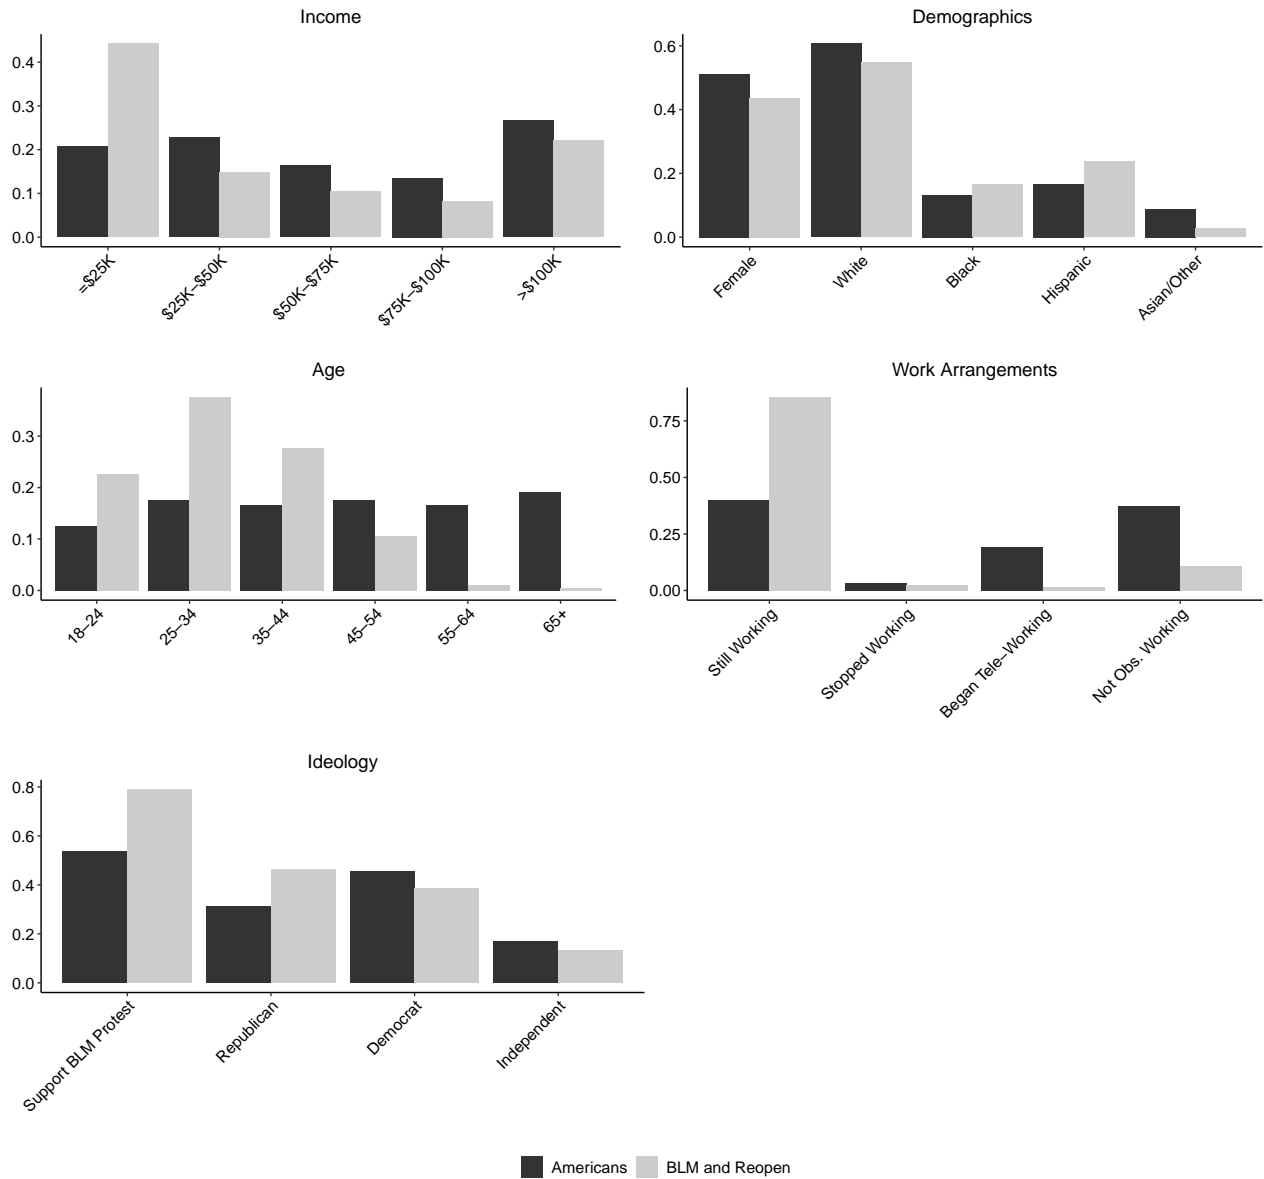 Income
0.4
0.3
0.2
0.1
0.0
=$25K
$25K–$50K
$50K–$75K
$75K–$100K
>$100K
Demographics
0.6
0.4
0.2
0.0
Female
White
Black
Hispanic
Asian/Other
Age
0.3
0.2
0.1
0.0
18–24
25–34
35–44
45–54
55–64
65+
Work Arrangements
0.75
0.50
0.25
0.00
Still Working
Stopped Working
Began Tele–Working
Not Obs. Working
Ideology
0.8
0.6
0.4
0.2
0.0
Support BLM Protest
Republican
Democrat
Independent
Americans
BLM and Reopen